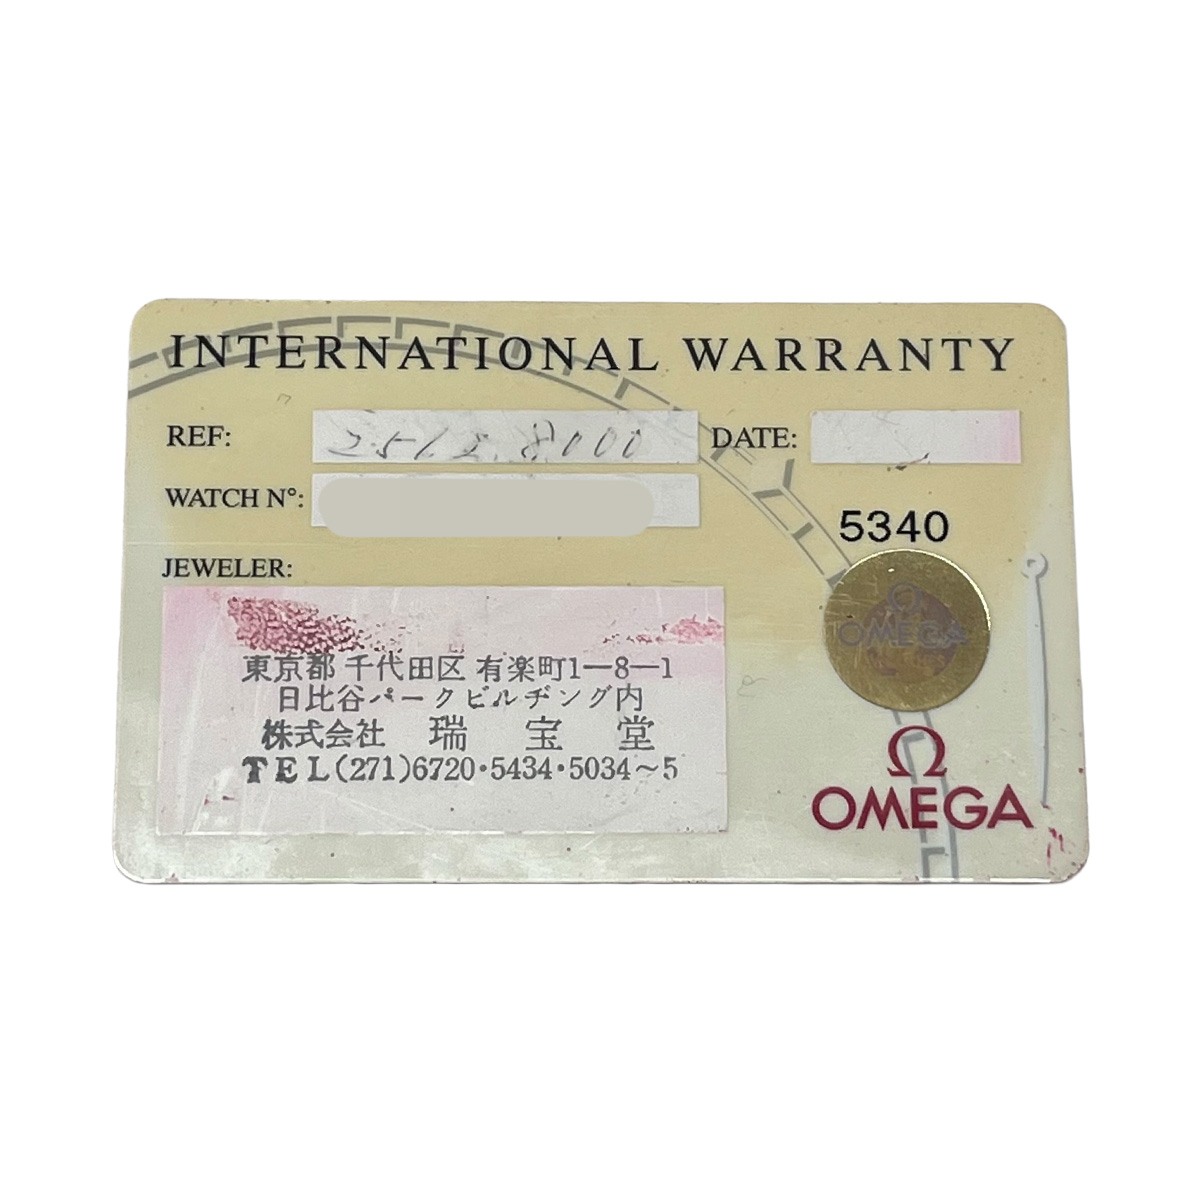 INTERNATIONAL WARRANTY
REF: 2512.8000
DATE:
WATCH N°:
5340
JEWELER:
OMEGA
東京都 千代田区 有楽町1−8−1
日比谷パークビルヂング内
株式会社 瑞宝堂
TEL(271)6720・5434・5034~5
Ω
OMEGA